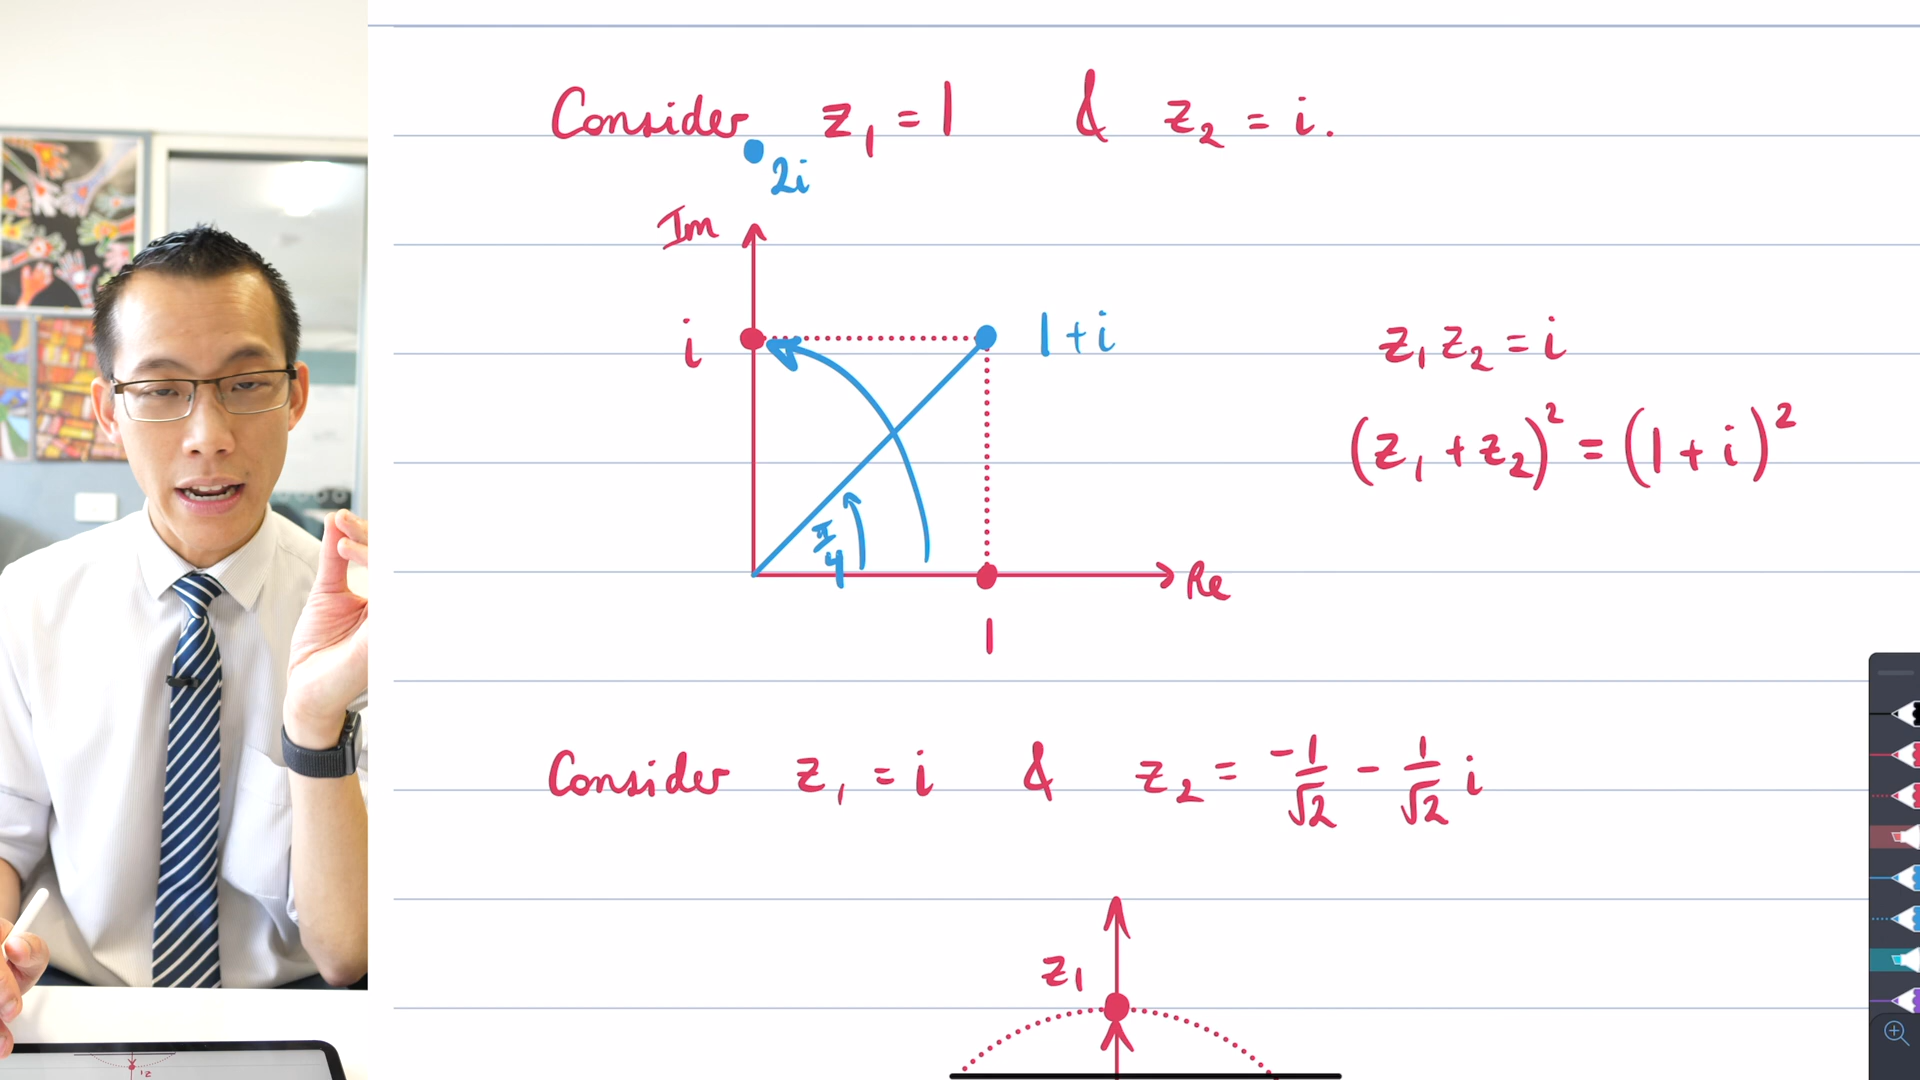 Consider z₁ = 1 & z₂ = i.
2i
Im
i
1+i
z₁z₂ = i
(z₁ + z₂)² = (1+i)²
π/4
Re
1
Consider z₁ = i & z₂ = -1/√2 - 1/√2 i
z₁